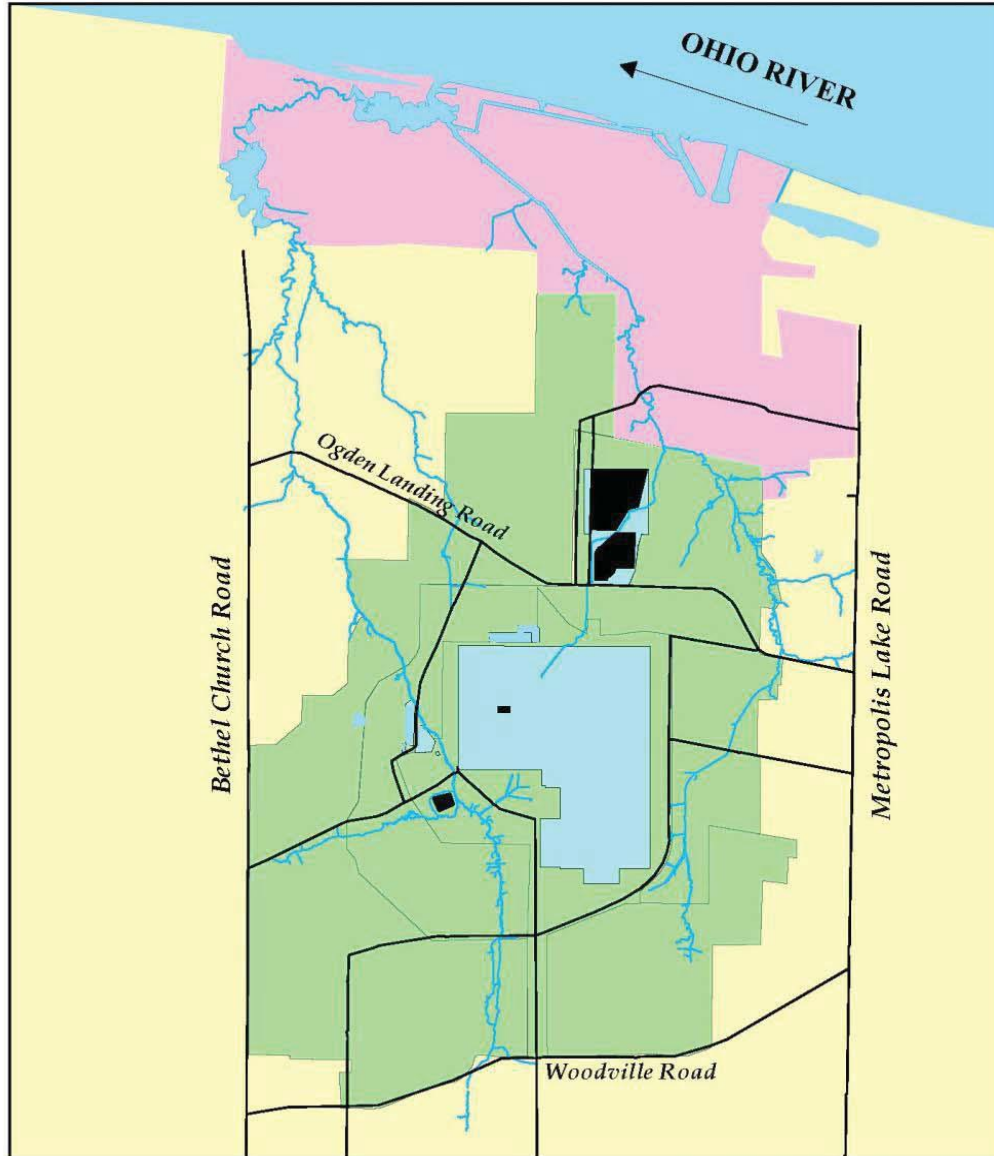 OHIO RIVER
Ogden Landing Road
Bethel Church Road
Metropolis Lake Road
Woodville Road